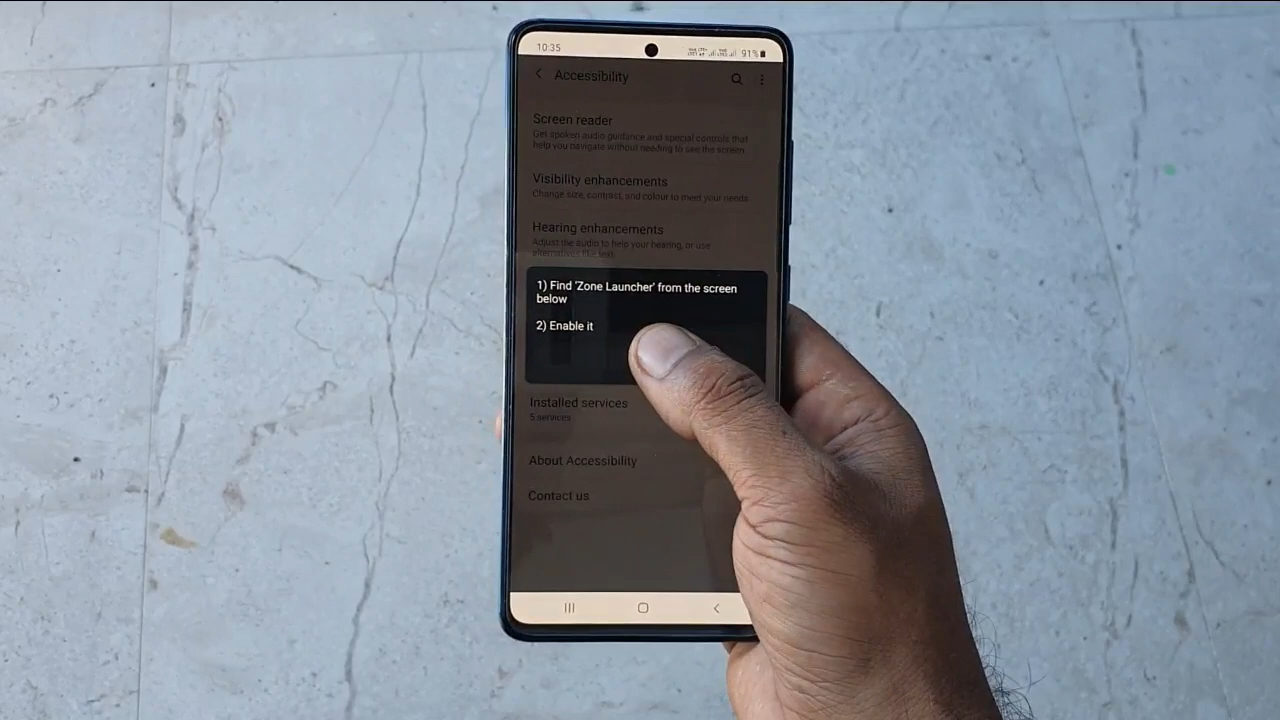 10:35
91%
Accessibility
Screen reader
Get spoken audio guidance and special controls that
help you navigate without needing to see the screen
Visibility enhancements
Change size, contrast, and colour to meet your needs.
Hearing enhancements
Adjust the audio to help your hearing, or use
alternatives like text.
1) Find 'Zone Launcher' from the screen
below
2) Enable it
Installed services
5 services
About Accessibility
Contact us